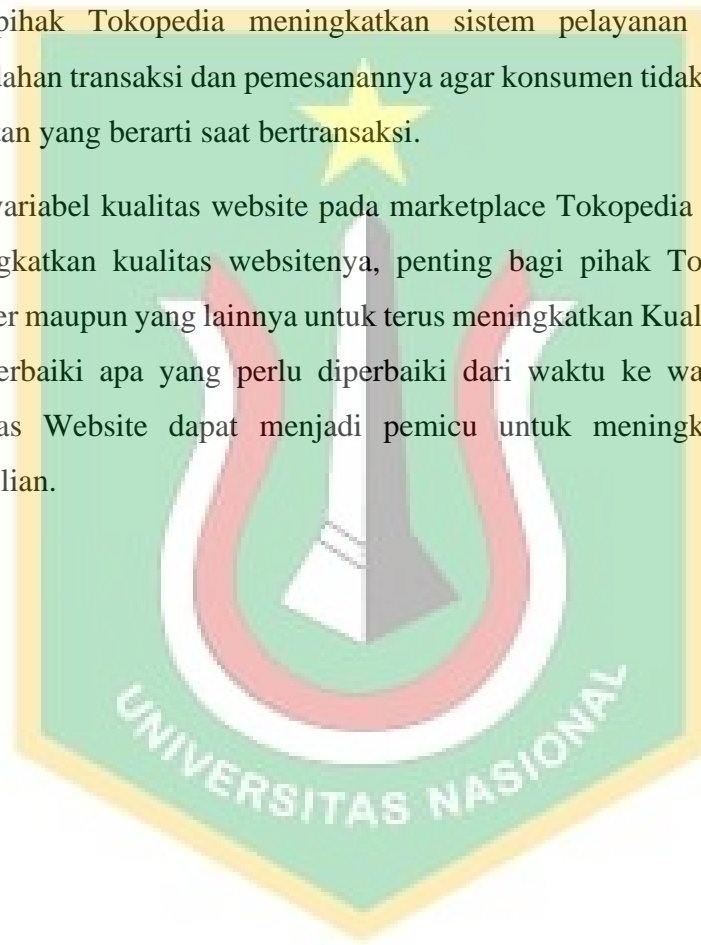 pihak Tokopedia meningkatkan sistem pelayanan
dahan transaksi dan pemesanannya agar konsumen tidak
tan yang berarti saat bertransaksi.
variabel kualitas website pada marketplace Tokopedia
gkatkan kualitas websitenya, penting bagi pihak To
er maupun yang lainnya untuk terus meningkatkan Kual
erbaiki apa yang perlu diperbaiki dari waktu ke wa
as Website dapat menjadi pemicu untuk meningk
lian.
UNIVERSITAS NASIONAL